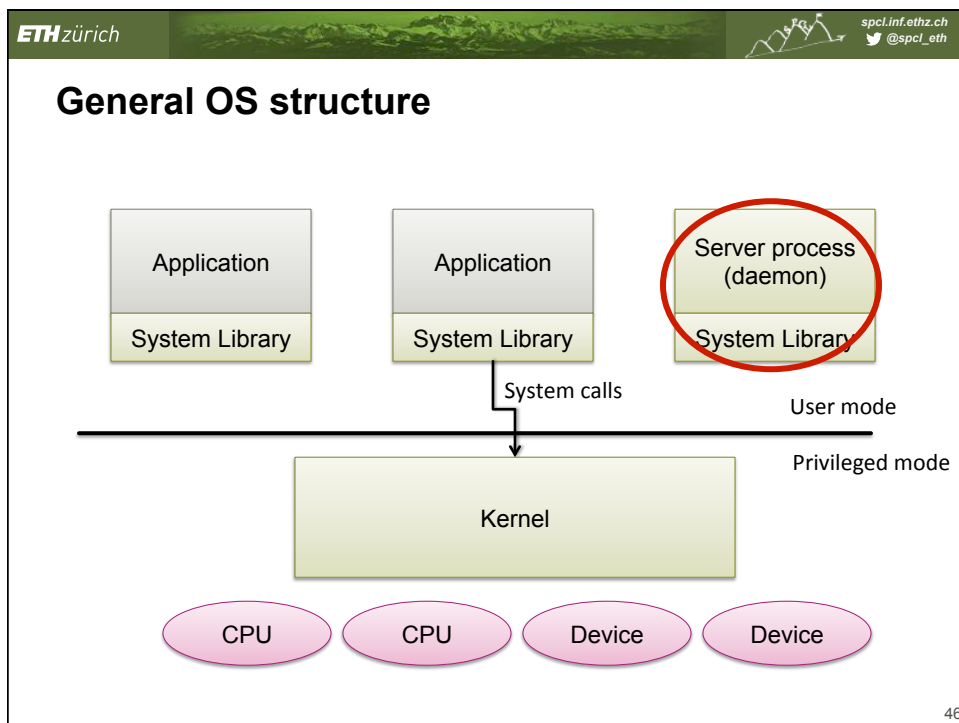 ETH zürich
spcl.inf.ethz.ch
@spcl_eth
General OS structure
Application
Application
Server process
(daemon)
System Library
System Library
System Library
System calls
User mode
Privileged mode
Kernel
CPU
CPU
Device
Device
46